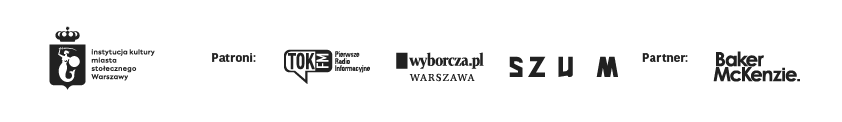 instytucja kultury
miasta
stołecznego
Warszawy
Patroni:
TOK FM
Pierwsze
Radio
Informacyjne
wyborcza.pl
WARSZAWA
SZUM
Partner:
Baker
McKenzie.